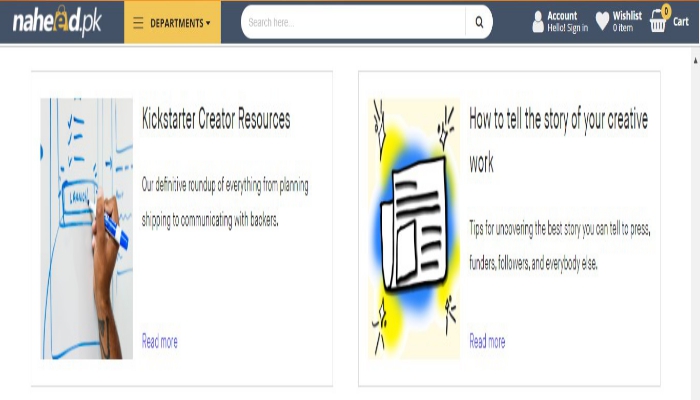 naheed.pk
DEPARTMENTS
Search here...
Account
Hello! Sign in
Wishlist
0 item
0
Cart
Kickstarter Creator Resources
Our definitive roundup of everything from planning
shipping to communicating with backers.
Read more
LAUNCH!
How to tell the story of your creative
work
Tips for uncovering the best story you can tell to press,
funders, followers, and everybody else.
Read more